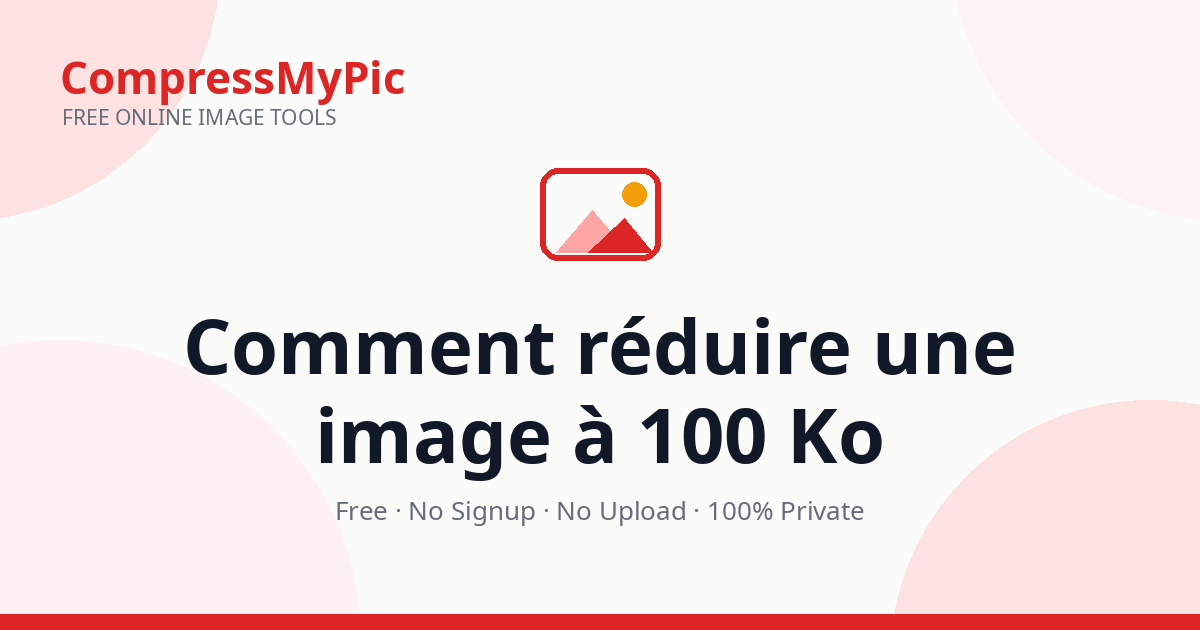 CompressMyPic
FREE ONLINE IMAGE TOOLS
Comment réduire une
image à 100 Ko
Free · No Signup · No Upload · 100% Private